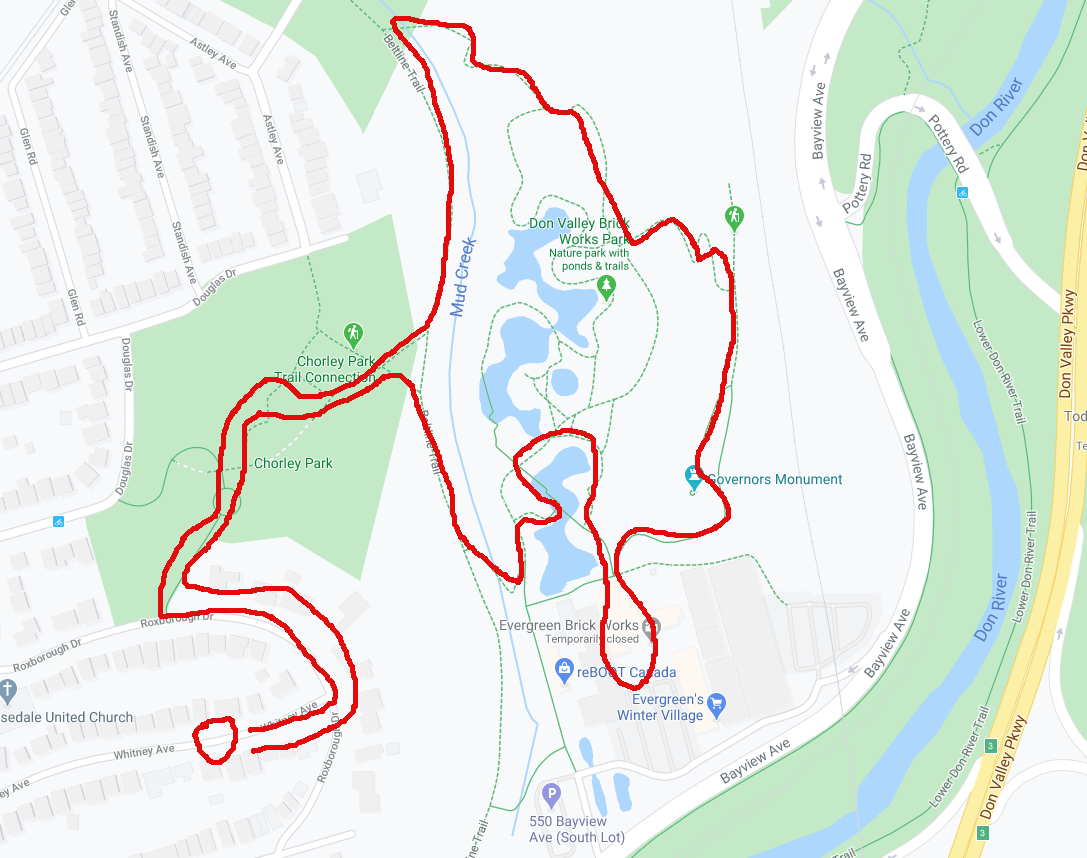 Glen
Standish Ave
Astley Ave
Beltline-Trail
Bayview Ave
Don River
Pottery Rd
Pottery Rd
Glen Rd
Standish Ave
Astley Ave
Standish Ave
Don Valley Brick
Works Park
Nature park with
ponds & trails
Mud Creek
Douglas Dr
Glen Rd
Bayview Ave
Don Valley Pkwy
Lower-Don-River-Trail
Chorley Park
Trail Connection
Douglas Dr
Douglas Dr
Beltline-Trail
Chorley Park
Governors Monument
Bayview Ave
Tod
Te
Lower-Don-River-Trail
Don River
Roxborough Dr
Roxborough Dr
Evergreen Brick Works
Temporarily closed
Bayview Ave
reBOOT Canada
Evergreen's
Winter Village
sedale United Church
Whitney Ave
Whitney Ave
Roxborough Dr
ey Ave
Bayview Ave
Lower-Don-River-Trail
3
Don Valley Pkwy
P
550 Bayview
Ave (South Lot)
3
ine-Trail
Trail